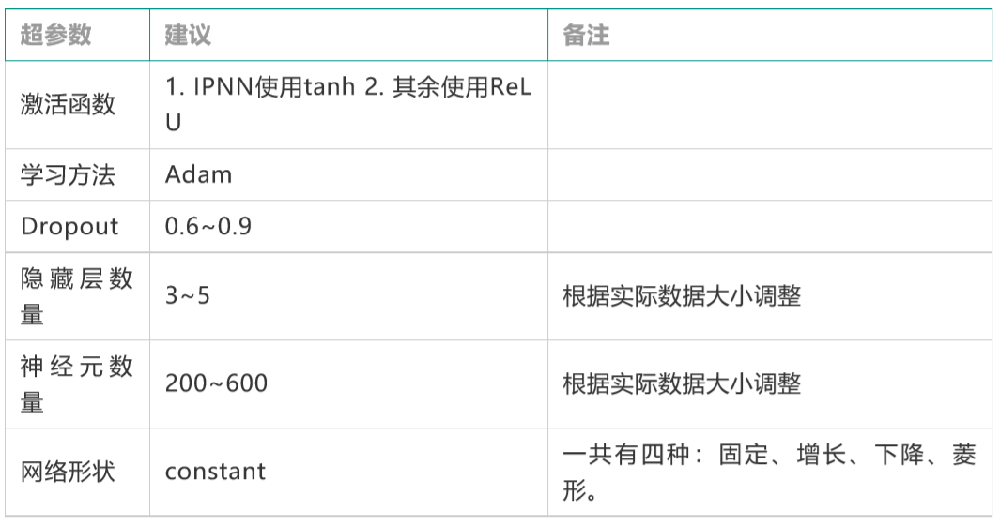 超参数 建议 备注
激活函数 1. IPNN使用tanh 2. 其余使用ReL
U
学习方法 Adam
Dropout 0.6~0.9
隐藏层数
量 3~5 根据实际数据大小调整
神经元数
量 200~600 根据实际数据大小调整
网络形状 constant 一共有四种：固定、增长、下降、菱
形。